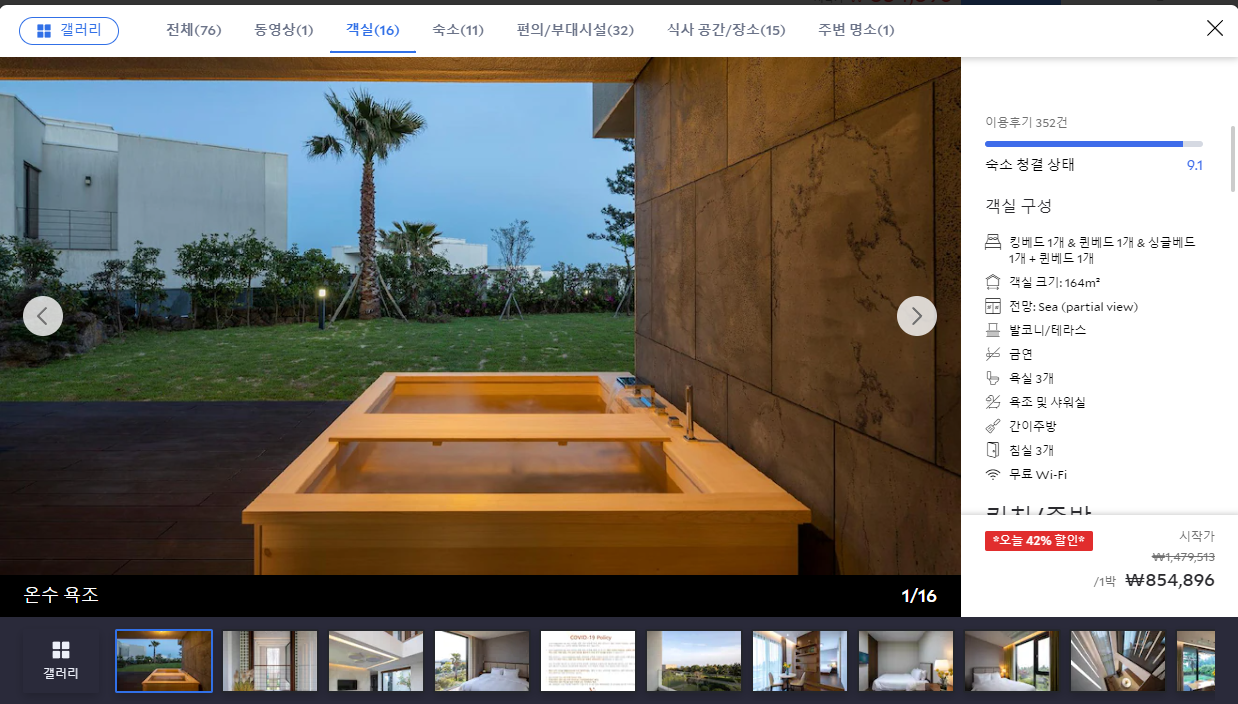 갤러리
전체(76)
동영상(1)
객실(16)
숙소(11)
편의/부대시설(32)
식사 공간/장소(15)
주변 명소(1)
이용후기 352건
숙소 청결 상태
9.1
객실 구성
킹베드 1개 & 퀸베드 1개 & 싱글베드
1개 + 퀸베드 1개
객실 크기: 164m²
전망: Sea (partial view)
발코니/테라스
금연
욕실 3개
욕조 및 샤워실
간이주방
침실 3개
무료 Wi-Fi
*오늘 42% 할인*
시작가
₩1,479,513
/1박 ₩854,896
온수 욕조
1/16
갤러리
COVID-19 Policy